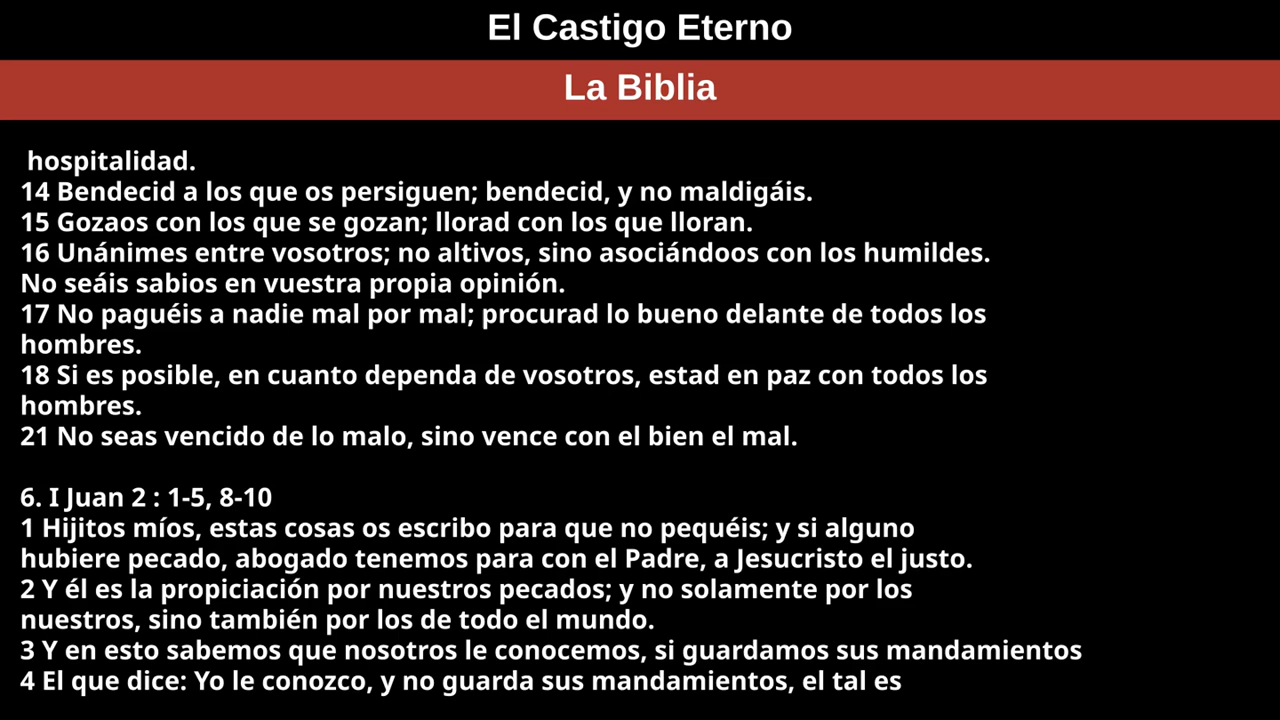 El Castigo Eterno
La Biblia
hospitalidad.
14 Bendecid a los que os persiguen; bendecid, y no maldigáis.
15 Gozaos con los que se gozan; llorad con los que lloran.
16 Unánimes entre vosotros; no altivos, sino asociándoos con los humildes.
No seáis sabios en vuestra propia opinión.
17 No paguéis a nadie mal por mal; procurad lo bueno delante de todos los
hombres.
18 Si es posible, en cuanto dependa de vosotros, estad en paz con todos los
hombres.
21 No seas vencido de lo malo, sino vence con el bien el mal.
6. I Juan 2 : 1-5, 8-10
1 Hijitos míos, estas cosas os escribo para que no pequéis; y si alguno
hubiere pecado, abogado tenemos para con el Padre, a Jesucristo el justo.
2 Y él es la propiciación por nuestros pecados; y no solamente por los
nuestros, sino también por los de todo el mundo.
3 Y en esto sabemos que nosotros le conocemos, si guardamos sus mandamientos
4 El que dice: Yo le conozco, y no guarda sus mandamientos, el tal es